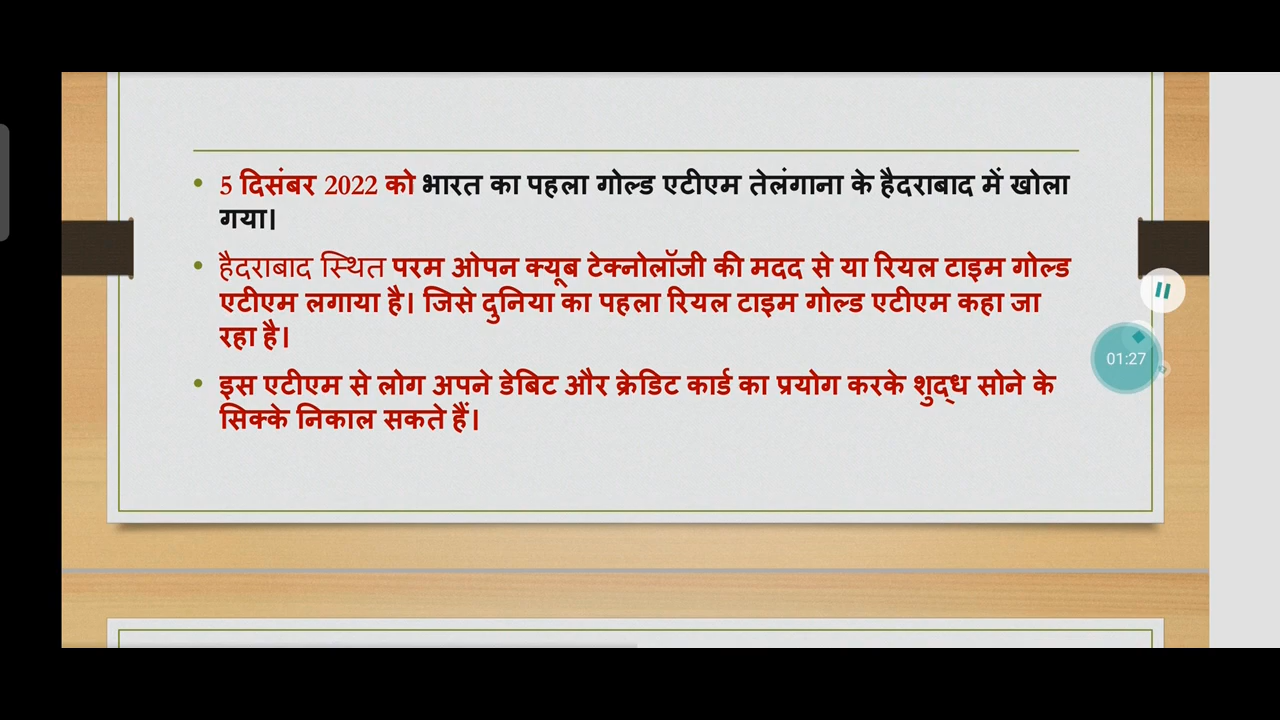 5 दिसंबर 2022 को भारत का पहला गोल्ड एटीएम तेलंगाना के हैदराबाद में खोला
गया।
हैदराबाद स्थित परम ओपन क्यूब टेक्नोलॉजी की मदद से या रियल टाइम गोल्ड
एटीएम लगाया है। जिसे दुनिया का पहला रियल टाइम गोल्ड एटीएम कहा जा
रहा है।
इस एटीएम से लोग अपने डेबिट और क्रेडिट कार्ड का प्रयोग करके शुद्ध सोने के
सिक्के निकाल सकते हैं।
01:27